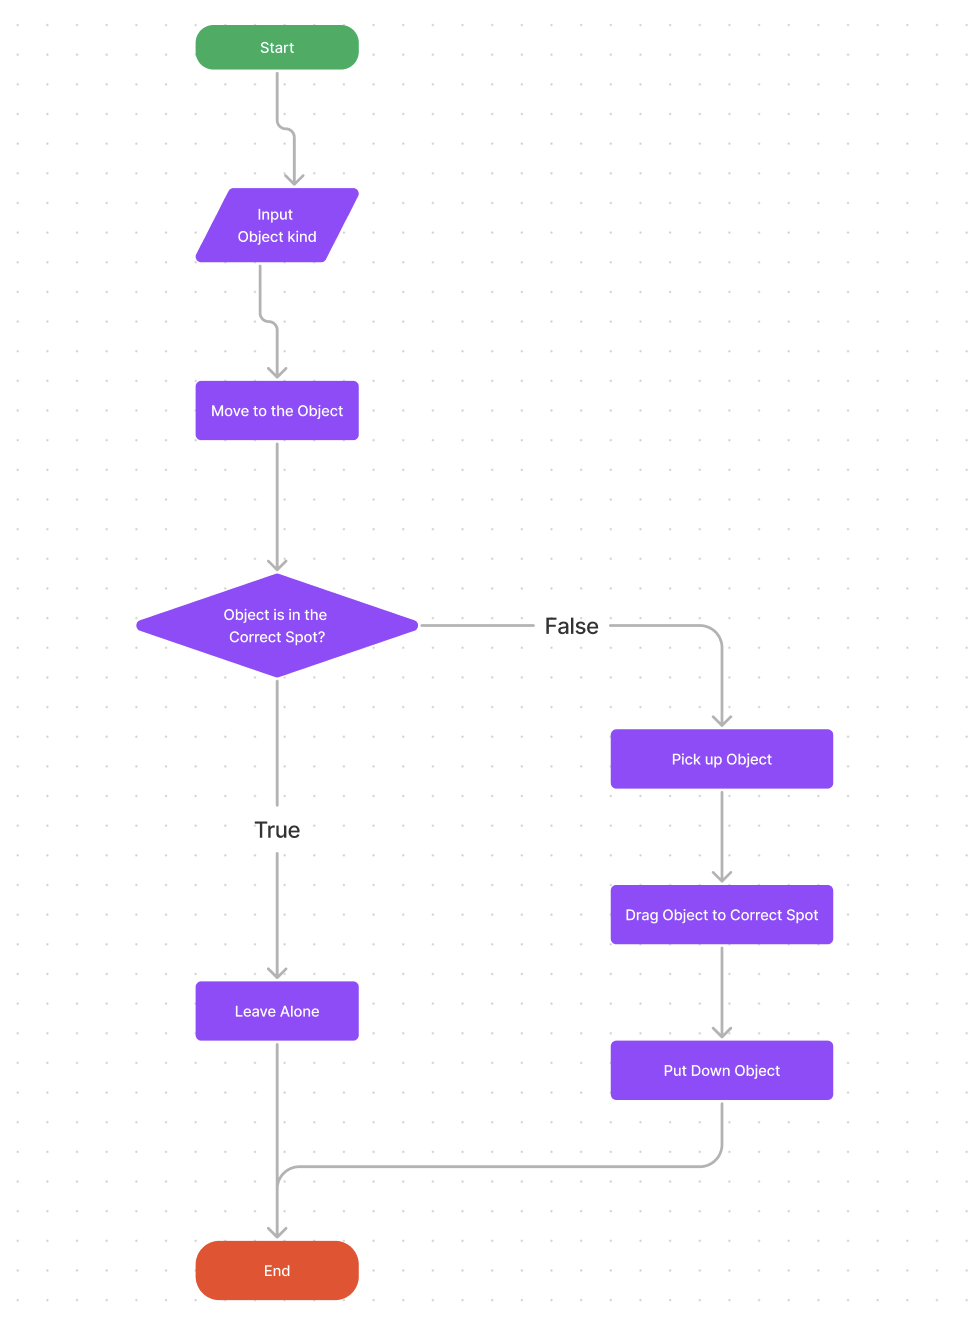 Start
Input
Object kind
Move to the Object
Object is in the
Correct Spot?
False
Pick up Object
True
Drag Object to Correct Spot
Leave Alone
Put Down Object
End